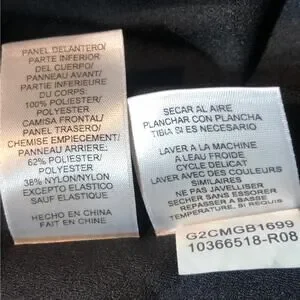 PANEL DELANTERO/
PARTE INFERIOR
DEL CUERPO/
PANNEAU AVANT/
PARTIE INFERIEURE
DU CORPS:
100% POLIESTER/
POLYESTER
CAMISA FRONTAL/
PANEL TRASERO/
CHEMISE EMPIECEMENT/
PANNEAU ARRIERE:
62% POLIESTER/
POLYESTER
38% NYLON/NYLON
EXCEPTO ELASTICO
SAUF ELASTIQUE
HECHO EN CHINA
FAIT EN CHINE
SECAR AL AIRE
PLANCHAR CON PLANCHA
TIBIA SI ES NECESARIO
LAVER A LA MACHINE
A LEAU FROIDE
CYCLE DELICAT
LAVER AVEC DES COULEURS
SIMILAIRES
NE PAS JAVELLISER
SECHER SANS ESSORER
REPASSAGE A BASSE
TEMPERATURE, SI REQUIS
G2CMGB1699
10366518-R08